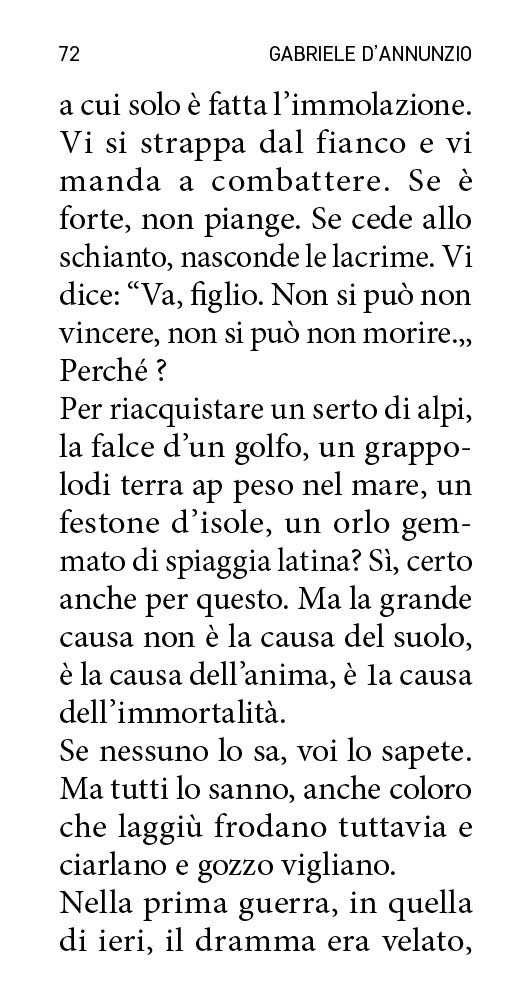 72 GABRIELE D’ANNUNZIO
a cui solo è fatta l’immolazione.
Vi si strappa dal fianco e vi
manda a combattere. Se è
forte, non piange. Se cede allo
schianto, nasconde le lacrime. Vi
dice: “Va, figlio. Non si può non
vincere, non si può non morire.„
Perché ?
Per riacquistare un serto di alpi,
la falce d’un golfo, un grappo-
lodi terra ap peso nel mare, un
festone d’isole, un orlo gem-
mato di spiaggia latina? Sì, certo
anche per questo. Ma la grande
causa non è la causa del suolo,
è la causa dell’anima, è 1a causa
dell’immortalità.
Se nessuno lo sa, voi lo sapete.
Ma tutti lo sanno, anche coloro
che laggiù frodano tuttavia e
ciarlano e gozzo vigliano.
Nella prima guerra, in quella
di ieri, il dramma era velato,